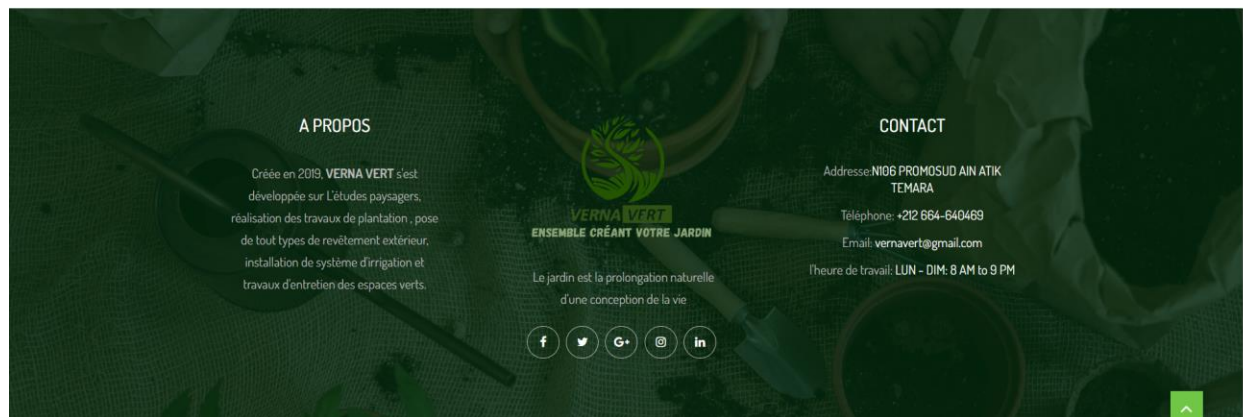 A PROPOS
Créée en 2019, VERNA VERT s'est
développée sur L'études paysagers,
réalisation des travaux de plantation , pose
de tout types de revêtement extérieur,
installation de système d'irrigation et
travaux d'entretien des espaces verts.
VERNA VERT
ENSEMBLE CRÉANT VOTRE JARDIN
Le jardin est la prolongation naturelle
d'une conception de la vie
f
G+
in
CONTACT
Addresse:N106 PROMOSUD AIN ATIK
TEMARA
Téléphone: +212 664-640469
Email: vernavert@gmail.com
l'heure de travail: LUN - DIM: 8 AM to 9 PM